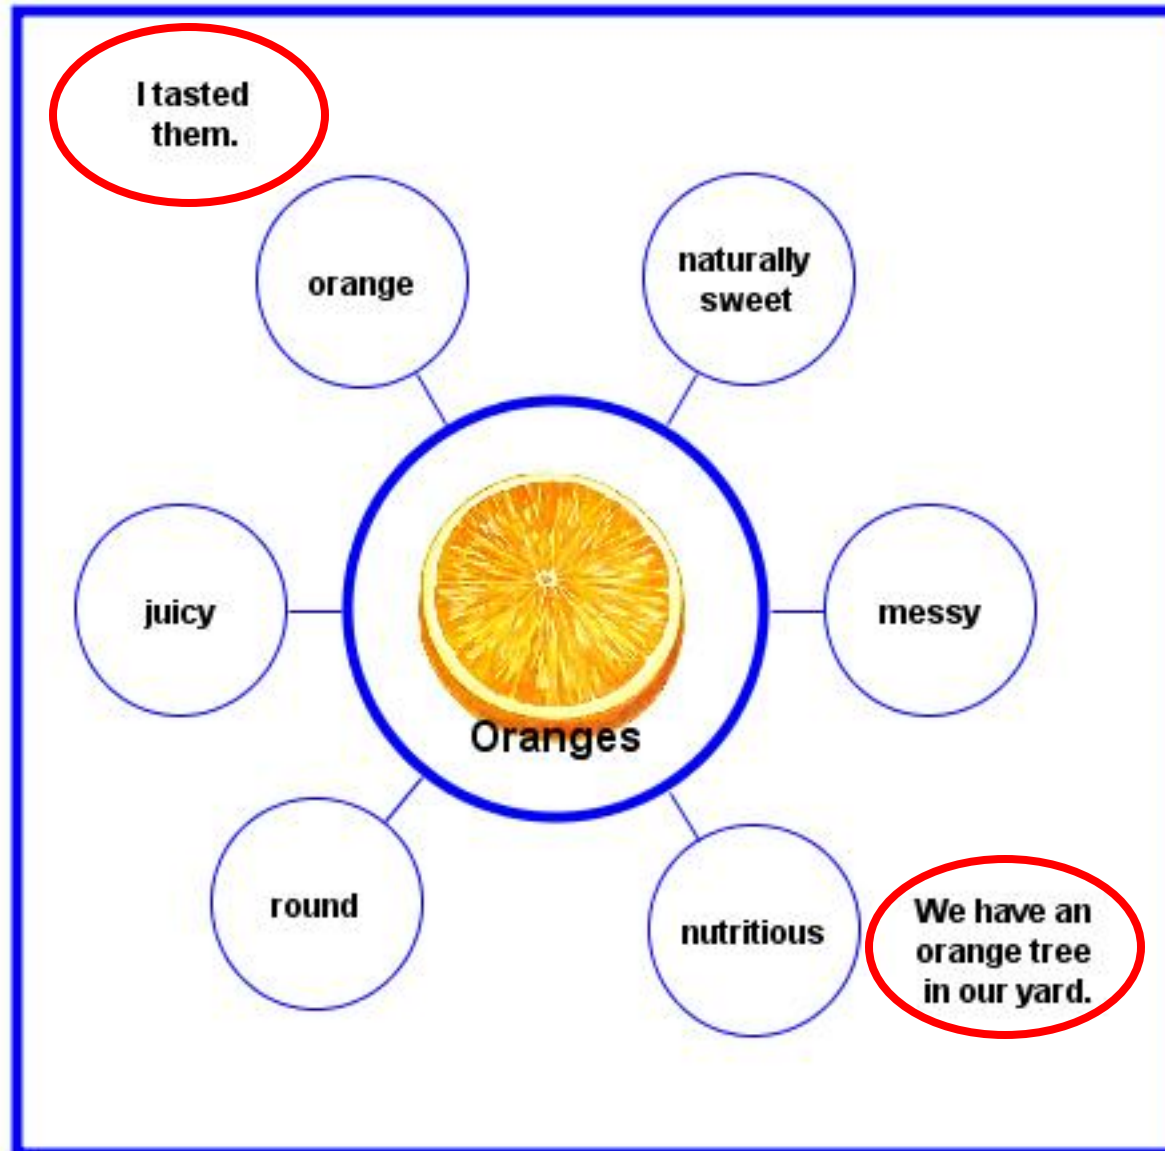 I tasted
them.
orange
naturally
sweet
juicy
messy
Oranges
round
nutritious
We have an
orange tree
in our yard.